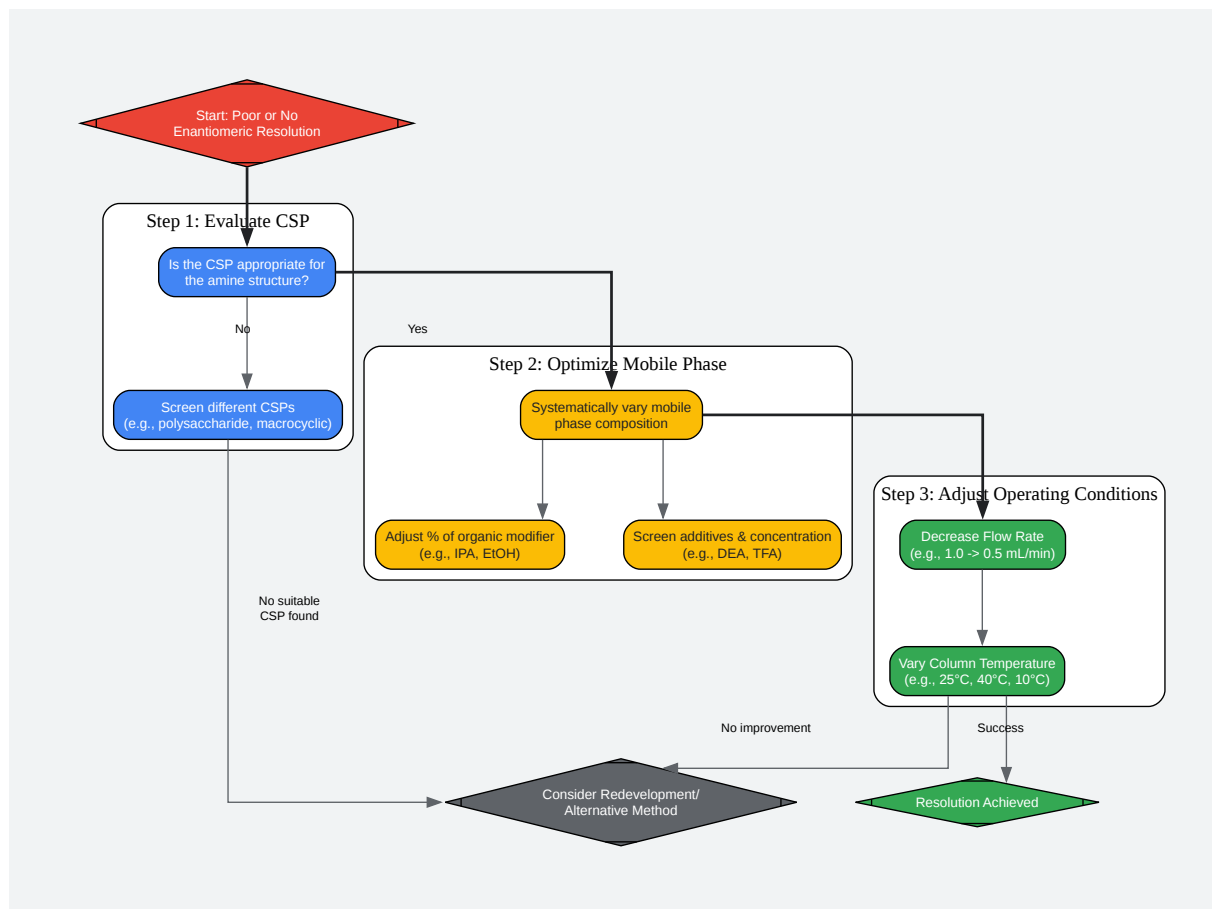 Start: Poor or No
Enantiomeric Resolution
Step 1: Evaluate CSP
Is the CSP appropriate for
the amine structure?
No
Yes
Screen different CSPs
(e.g., polysaccharide, macrocyclic)
Step 2: Optimize Mobile Phase
Systematically vary mobile
phase composition
Adjust % of organic modifier
(e.g., IPA, EtOH)
Screen additives & concentration
(e.g., DEA, TFA)
Step 3: Adjust Operating Conditions
Decrease Flow Rate
(e.g., 1.0 -> 0.5 mL/min)
Vary Column Temperature
(e.g., 25°C, 40°C, 10°C)
No suitable
CSP found
No improvement
Success
Consider Redevelopment/
Alternative Method
Resolution Achieved